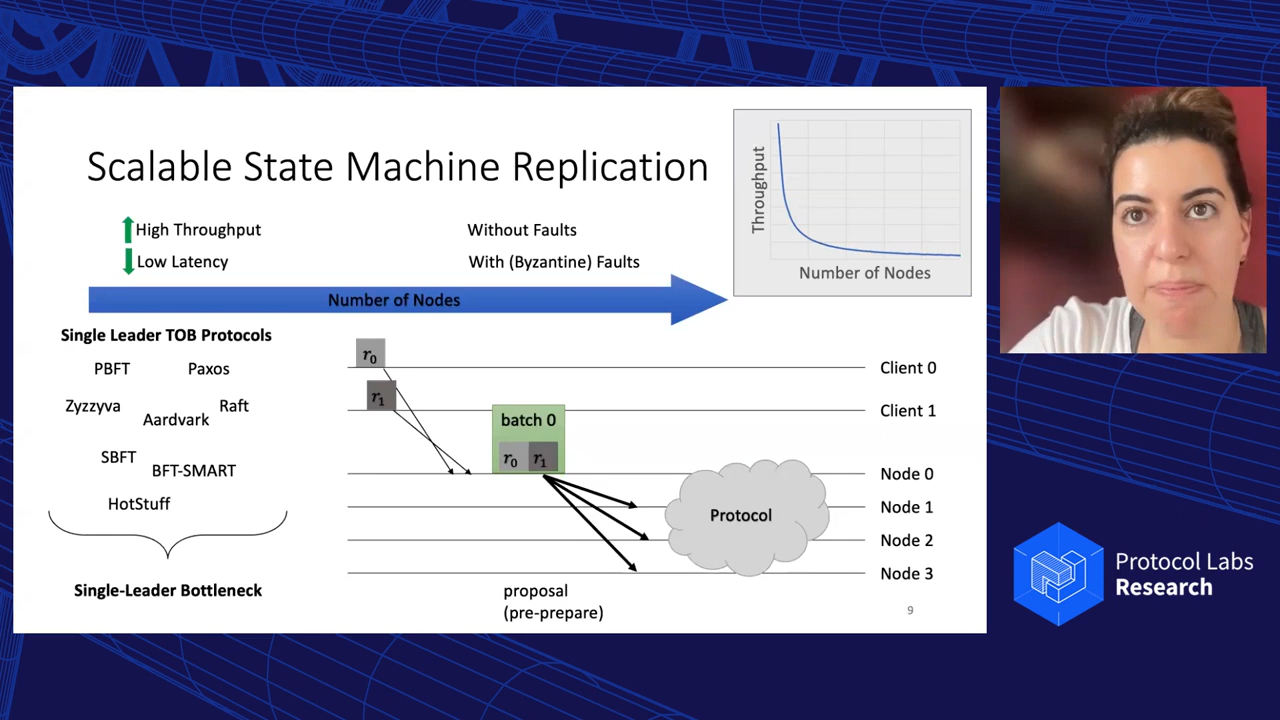 Scalable State Machine Replication
High Throughput
Low Latency
Without Faults
With (Byzantine) Faults
Number of Nodes
Throughput
Number of Nodes
Single Leader TOB Protocols
PBFT
Paxos
Zyzzyva
Raft
Aardvark
SBFT
BFT-SMART
HotStuff
Single-Leader Bottleneck
r0
r1
batch 0
r0 r1
proposal
(pre-prepare)
Protocol
Client 0
Client 1
Node 0
Node 1
Node 2
Node 3
9
Protocol Labs
Research